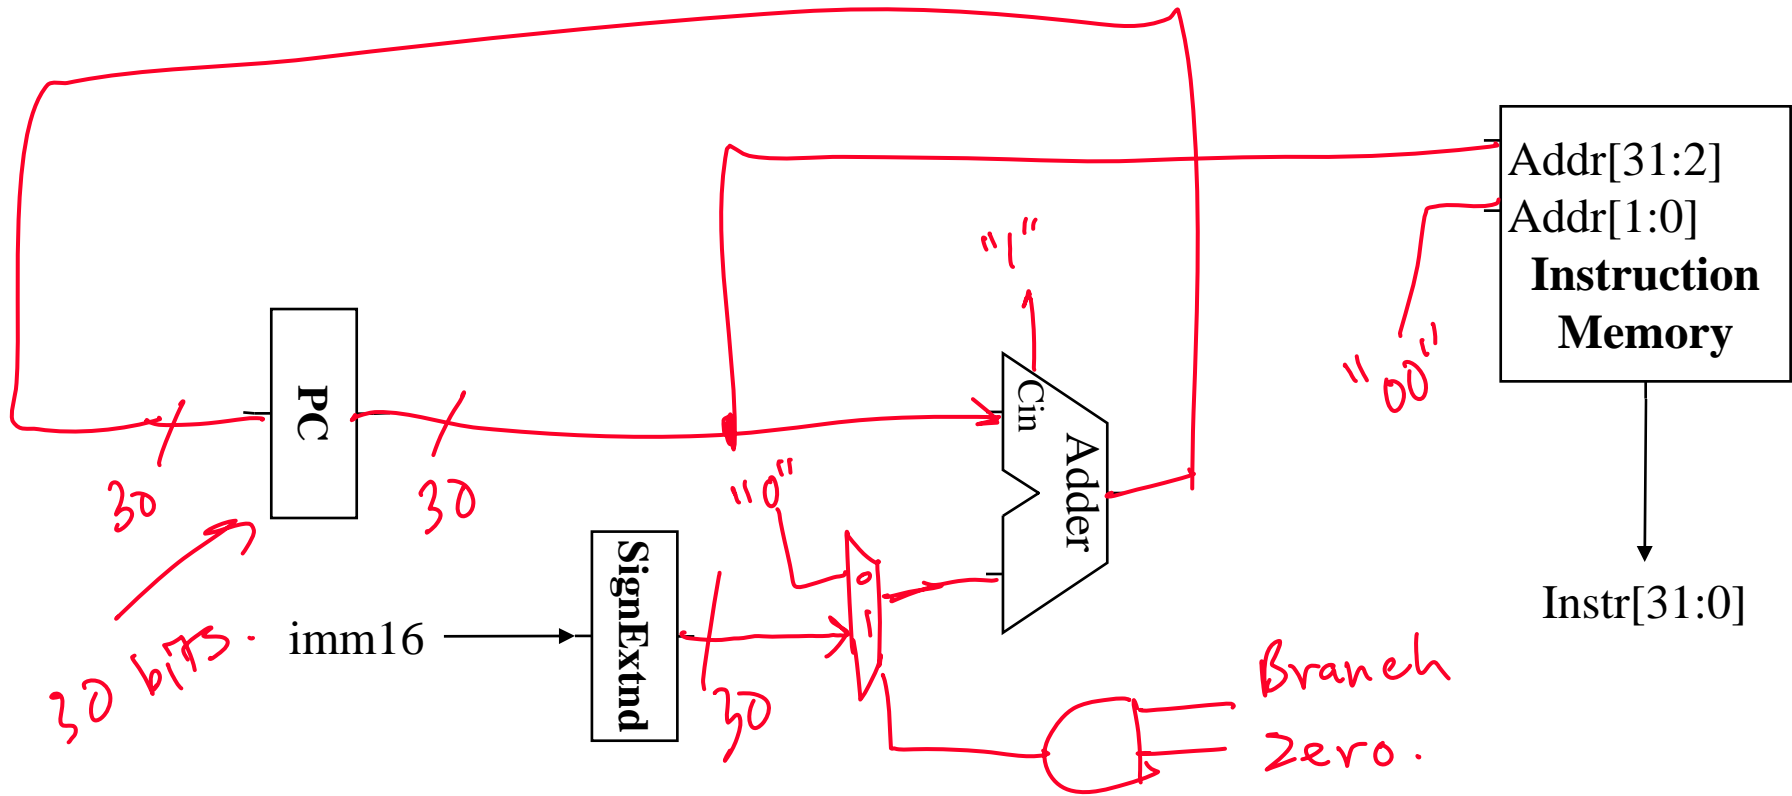 Addr[31:2]
Addr[1:0]
Instruction
Memory
"1"
"00"
PC
Cin
Adder
30
30
"0"
SignExtnd
0
1
imm16
30
30 bits.
Instr[31:0]
Branch
Zero.